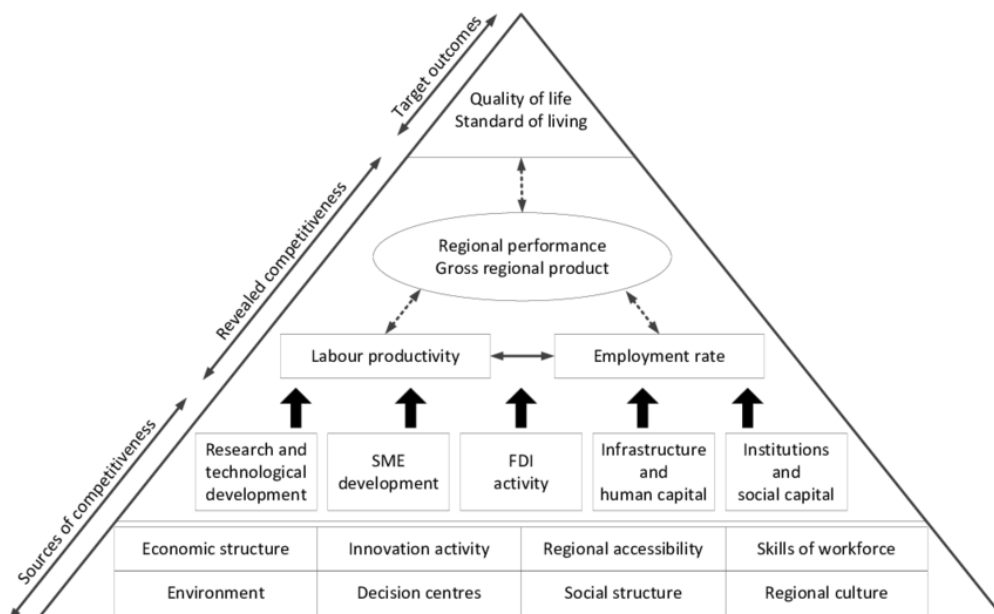 Target outcomes
Quality of life
Standard of living
Revealed competitiveness
Regional performance
Gross regional product
Labour productivity
Employment rate
Sources of competitiveness
Research and
technological
development
SME
development
FDI
activity
Infrastructure
and
human capital
Institutions
and
social capital
Economic structure
Innovation activity
Regional accessibility
Skills of workforce
Environment
Decision centres
Social structure
Regional culture